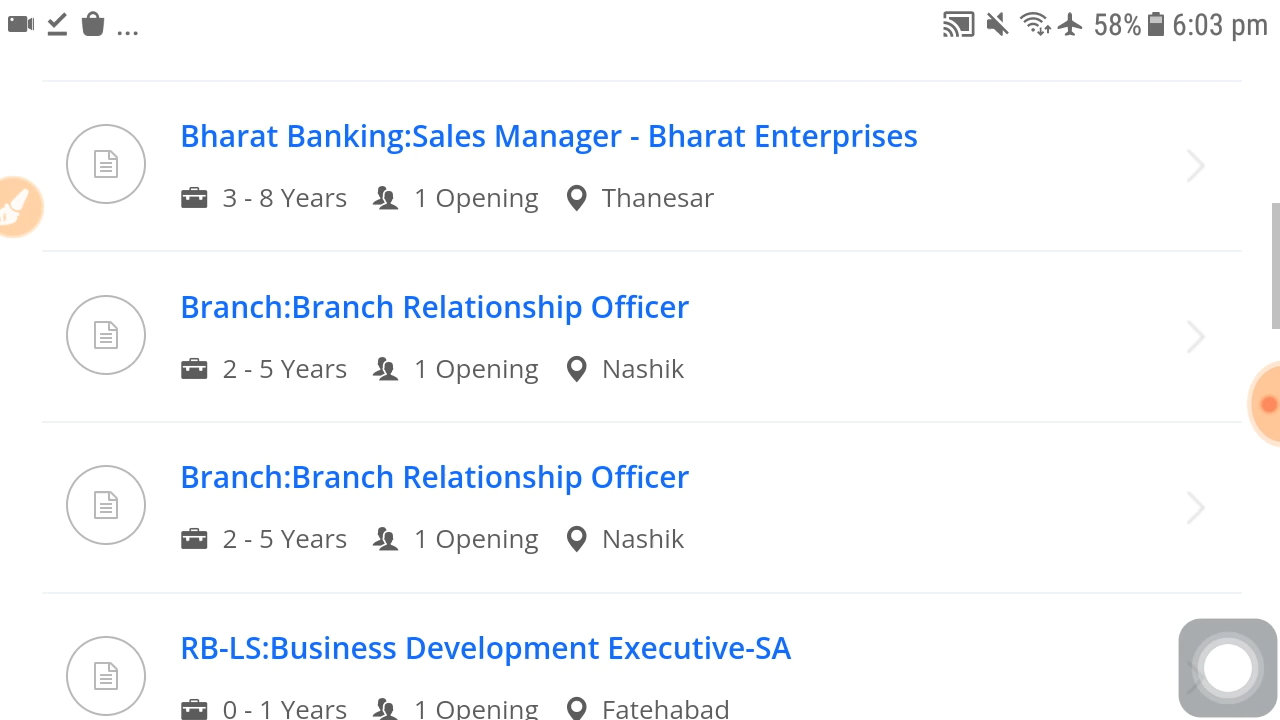 ... 58% 6:03 pm
Bharat Banking:Sales Manager - Bharat Enterprises
3 - 8 Years 1 Opening Thanesar
Branch:Branch Relationship Officer
2 - 5 Years 1 Opening Nashik
Branch:Branch Relationship Officer
2 - 5 Years 1 Opening Nashik
RB-LS:Business Development Executive-SA
0 - 1 Years 1 Opening Fatehabad